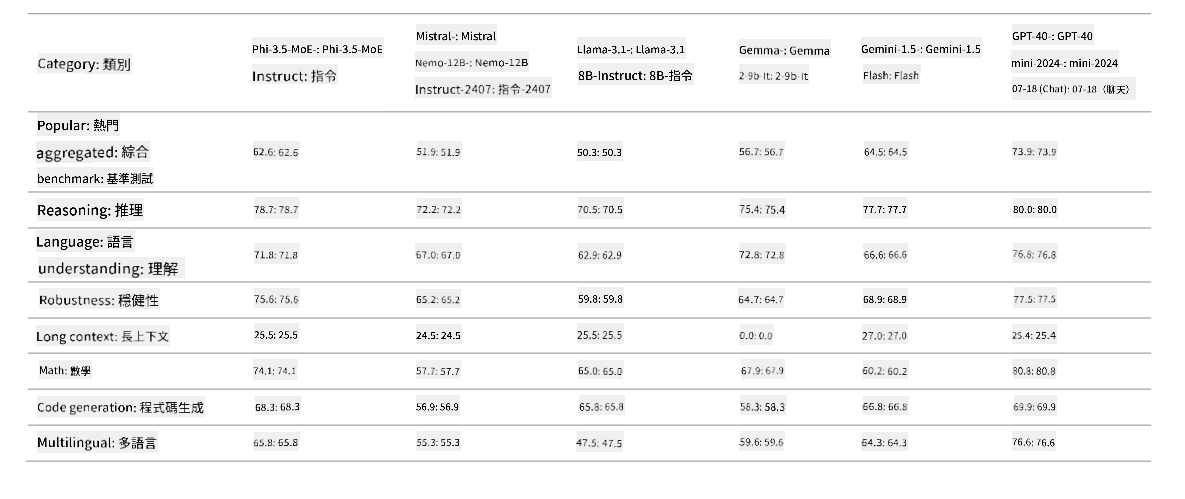 Category: 類別
Phi-3.5-MoE-: Phi-3.5-MoE
Instruct: 指令
Mistral-: Mistral
Nemo-12B-: Nemo-12B
Instruct-2407: 指令-2407
Llama-3.1-: Llama-3.1
8B-Instruct: 8B-指令
Gemma-: Gemma
2-9b-It: 2-9b-It
Gemini-1.5-: Gemini-1.5
Flash: Flash
GPT-4O-: GPT-4O
mini-2024-: mini-2024
07-18 (Chat): 07-18（聊天）
Popular: 熱門
aggregated: 綜合
benchmark: 基準測試
62.6: 62.6
51.9: 51.9
50.3: 50.3
56.7: 56.7
64.5: 64.5
73.9: 73.9
Reasoning: 推理
78.7: 78.7
72.2: 72.2
70.5: 70.5
75.4: 75.4
77.7: 77.7
80.0: 80.0
Language: 語言
understanding: 理解
71.8: 71.8
67.0: 67.0
62.9: 62.9
72.8: 72.8
66.6: 66.6
76.8: 76.8
Robustness: 穩健性
75.6: 75.6
65.2: 65.2
59.8: 59.8
64.7: 64.7
68.9: 68.9
77.5: 77.5
Long context: 長上下文
25.5: 25.5
24.5: 24.5
25.5: 25.5
0.0: 0.0
27.0: 27.0
25.4: 25.4
Math: 數學
74.1: 74.1
57.7: 57.7
65.0: 65.0
67.9: 67.9
60.2: 60.2
80.8: 80.8
Code generation: 程式碼生成
68.3: 68.3
56.9: 56.9
65.8: 65.8
58.3: 58.3
66.8: 66.8
69.9: 69.9
Multilingual: 多語言
65.8: 65.8
55.3: 55.3
47.5: 47.5
59.6: 59.6
64.3: 64.3
76.6: 76.6